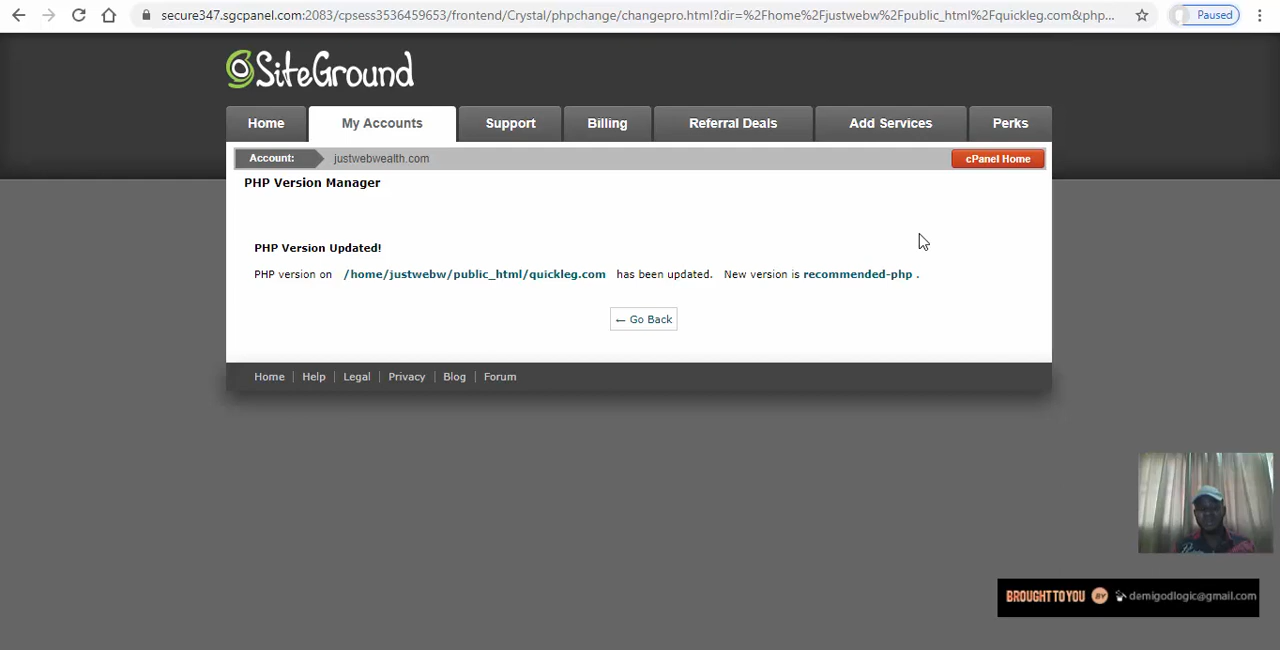 secure347.sgcpanel.com:2083/cpsess3536459653/frontend/Crystal/phpchange/changepro.html?dir=%2Fhome%2Fjustwebw%2Fpublic_html%2Fquickleg.com&php...
Paused
SiteGround
Home
My Accounts
Support
Billing
Referral Deals
Add Services
Perks
Account: justwebwealth.com
cPanel Home
PHP Version Manager
PHP Version Updated!
PHP version on /home/justwebw/public_html/quickleg.com has been updated. New version is recommended-php .
← Go Back
Home | Help | Legal | Privacy | Blog | Forum
BROUGHT TO YOU BY demigodlogic@gmail.com